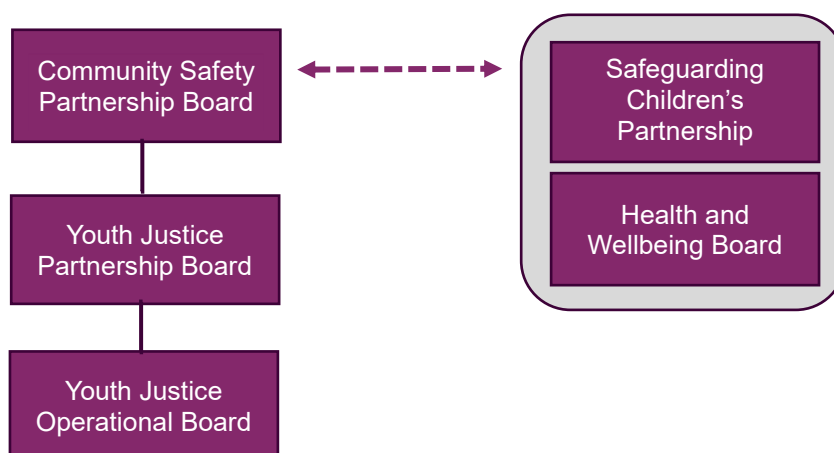 Community Safety
Partnership Board
Safeguarding
Children’s
Partnership
Youth Justice
Partnership Board
Health and
Wellbeing Board
Youth Justice
Operational Board